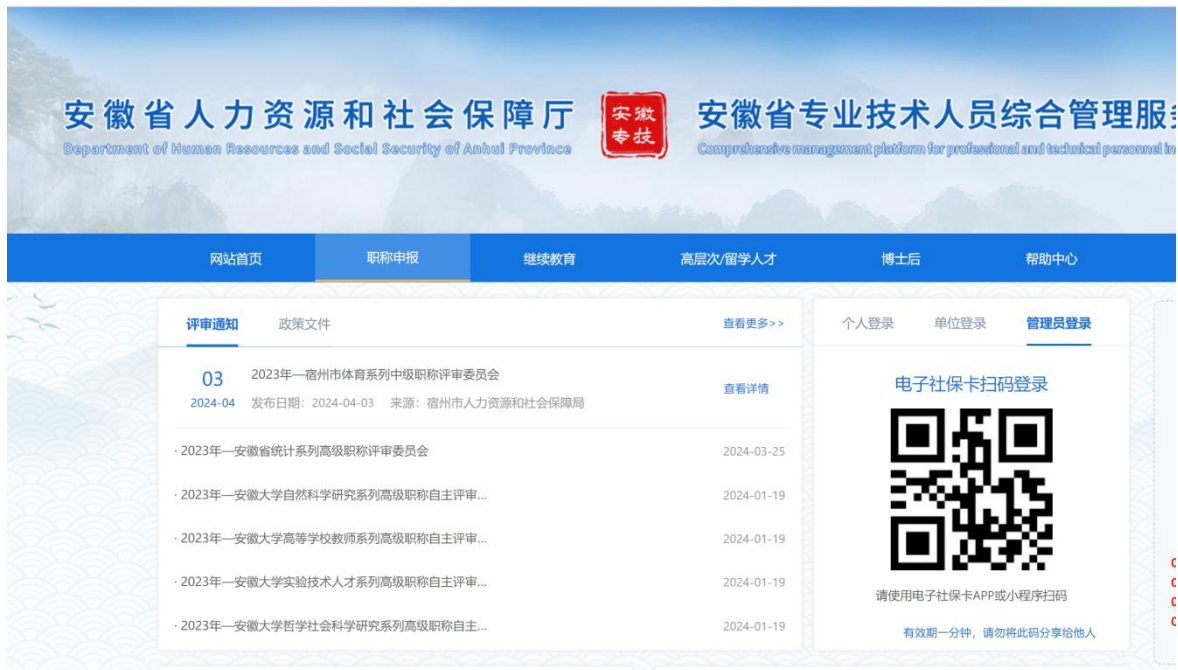 安徽省人力资源和社会保障厅
Department of Human Resources and Social Security of Anhui Province
安徽
专技
安徽省专业技术人员综合管理服
Comprehensive management platform for professional and technical personnel in
网站首页
职称申报
继续教育
高层次/留学人才
博士后
帮助中心
评审通知
政策文件
查看更多>>
03
2024-04
2023年—宿州市体育系列中级职称评审委员会
发布日期：2024-04-03 来源：宿州市人力资源和社会保障局
查看详情
· 2023年—安徽省统计系列高级职称评审委员会 2024-03-25
· 2023年—安徽大学自然科学研究系列高级职称自主评审... 2024-01-19
· 2023年—安徽大学高等学校教师系列高级职称自主评审... 2024-01-19
· 2023年—安徽大学实验技术人才系列高级职称自主评审... 2024-01-19
· 2023年—安徽大学哲学社会科学研究系列高级职称自主... 2024-01-19
个人登录
单位登录
管理员登录
电子社保卡扫码登录
请使用电子社保卡APP或小程序扫码
有效期一分钟，请勿将此码分享给他人